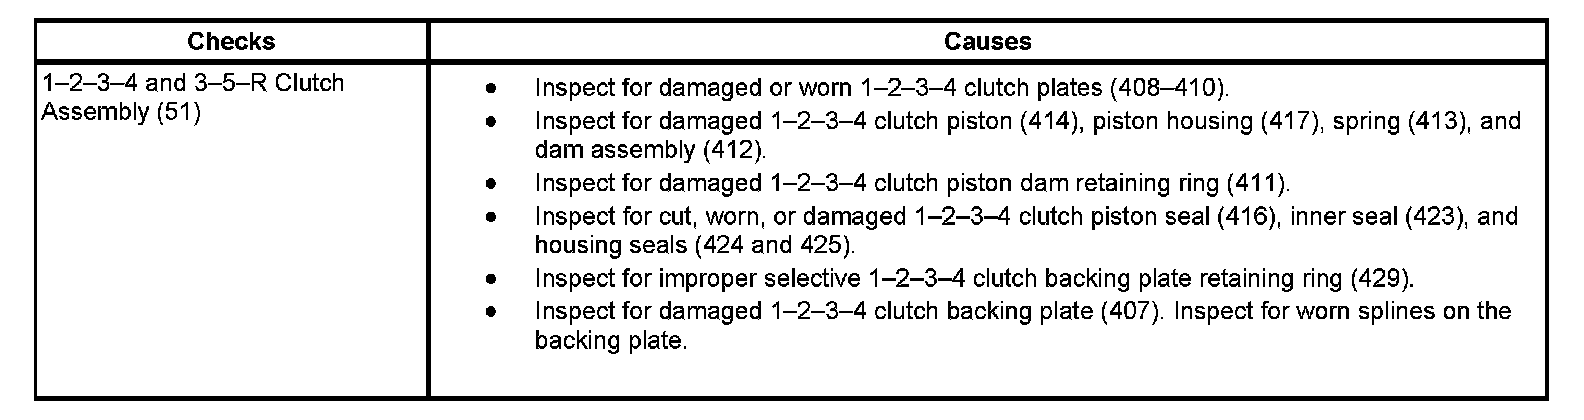 Checks
Causes
1–2–3–4 and 3–5–R Clutch
Assembly (51)
● Inspect for damaged or worn 1–2–3–4 clutch plates (408–410).
● Inspect for damaged 1–2–3–4 clutch piston (414), piston housing (417), spring (413), and
dam assembly (412).
● Inspect for damaged 1–2–3–4 clutch piston dam retaining ring (411).
● Inspect for cut, worn, or damaged 1–2–3–4 clutch piston seal (416), inner seal (423), and
housing seals (424 and 425).
● Inspect for improper selective 1–2–3–4 clutch backing plate retaining ring (429).
● Inspect for damaged 1–2–3–4 clutch backing plate (407). Inspect for worn splines on the
backing plate.